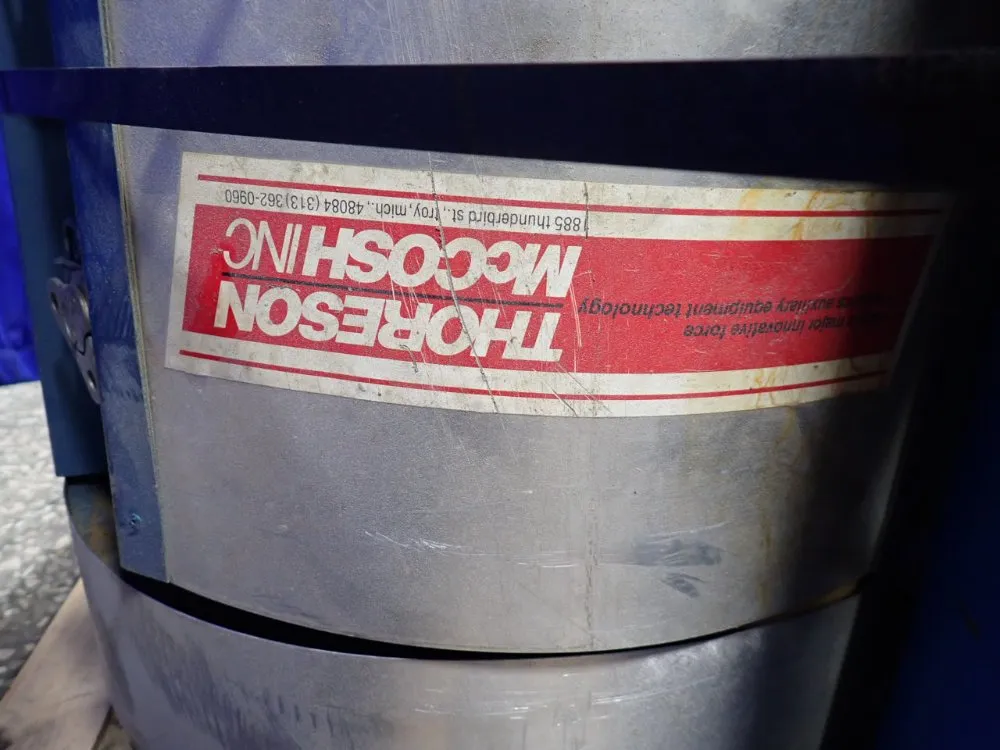 major innovative force
auxiliary equipment technology
THORESON
McCOSH INC
1885 thunderbird st., troy, mich., 48084 (313) 362-0960